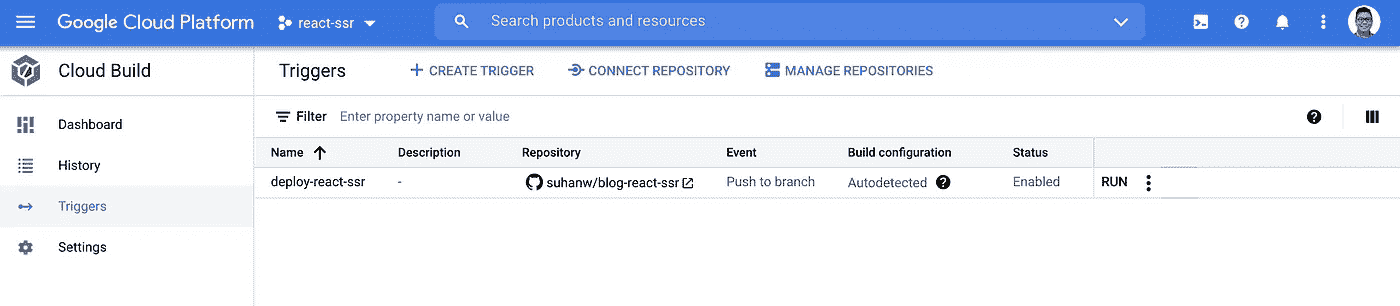 Google Cloud Platform react-ssr Search products and resources
Cloud Build Triggers CREATE TRIGGER CONNECT REPOSITORY MANAGE REPOSITORIES
Dashboard Filter Enter property name or value
Name Description Repository Event Build configuration Status
History
deploy-react-ssr - suhanw/blog-react-ssr Push to branch Autodetected Enabled RUN
Triggers
Settings